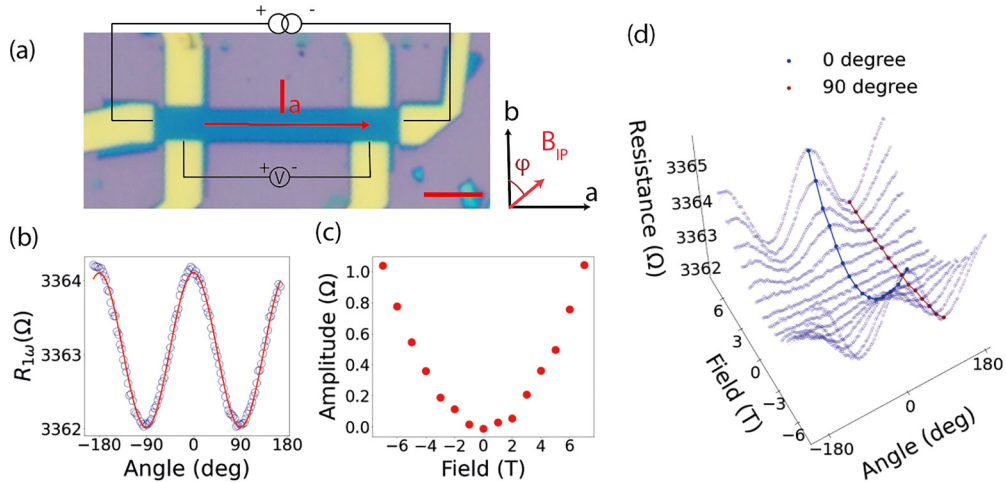 (a)
+ -
I a
+ -
V
b
φ
B IP
a
(b)
3364
3363
3362
R1ω(Ω)
−180 −90 0 90 180
Angle (deg)
(c)
1.0
0.8
0.6
0.4
0.2
0.0
Amplitude (Ω)
−6 −4 −2 0 2 4 6
Field (T)
(d)
0 degree
90 degree
3365
3364
3363
3362
Resistance (Ω)
6
3
0
−3
−6
Field (T)
−180
0
180
Angle (deg)